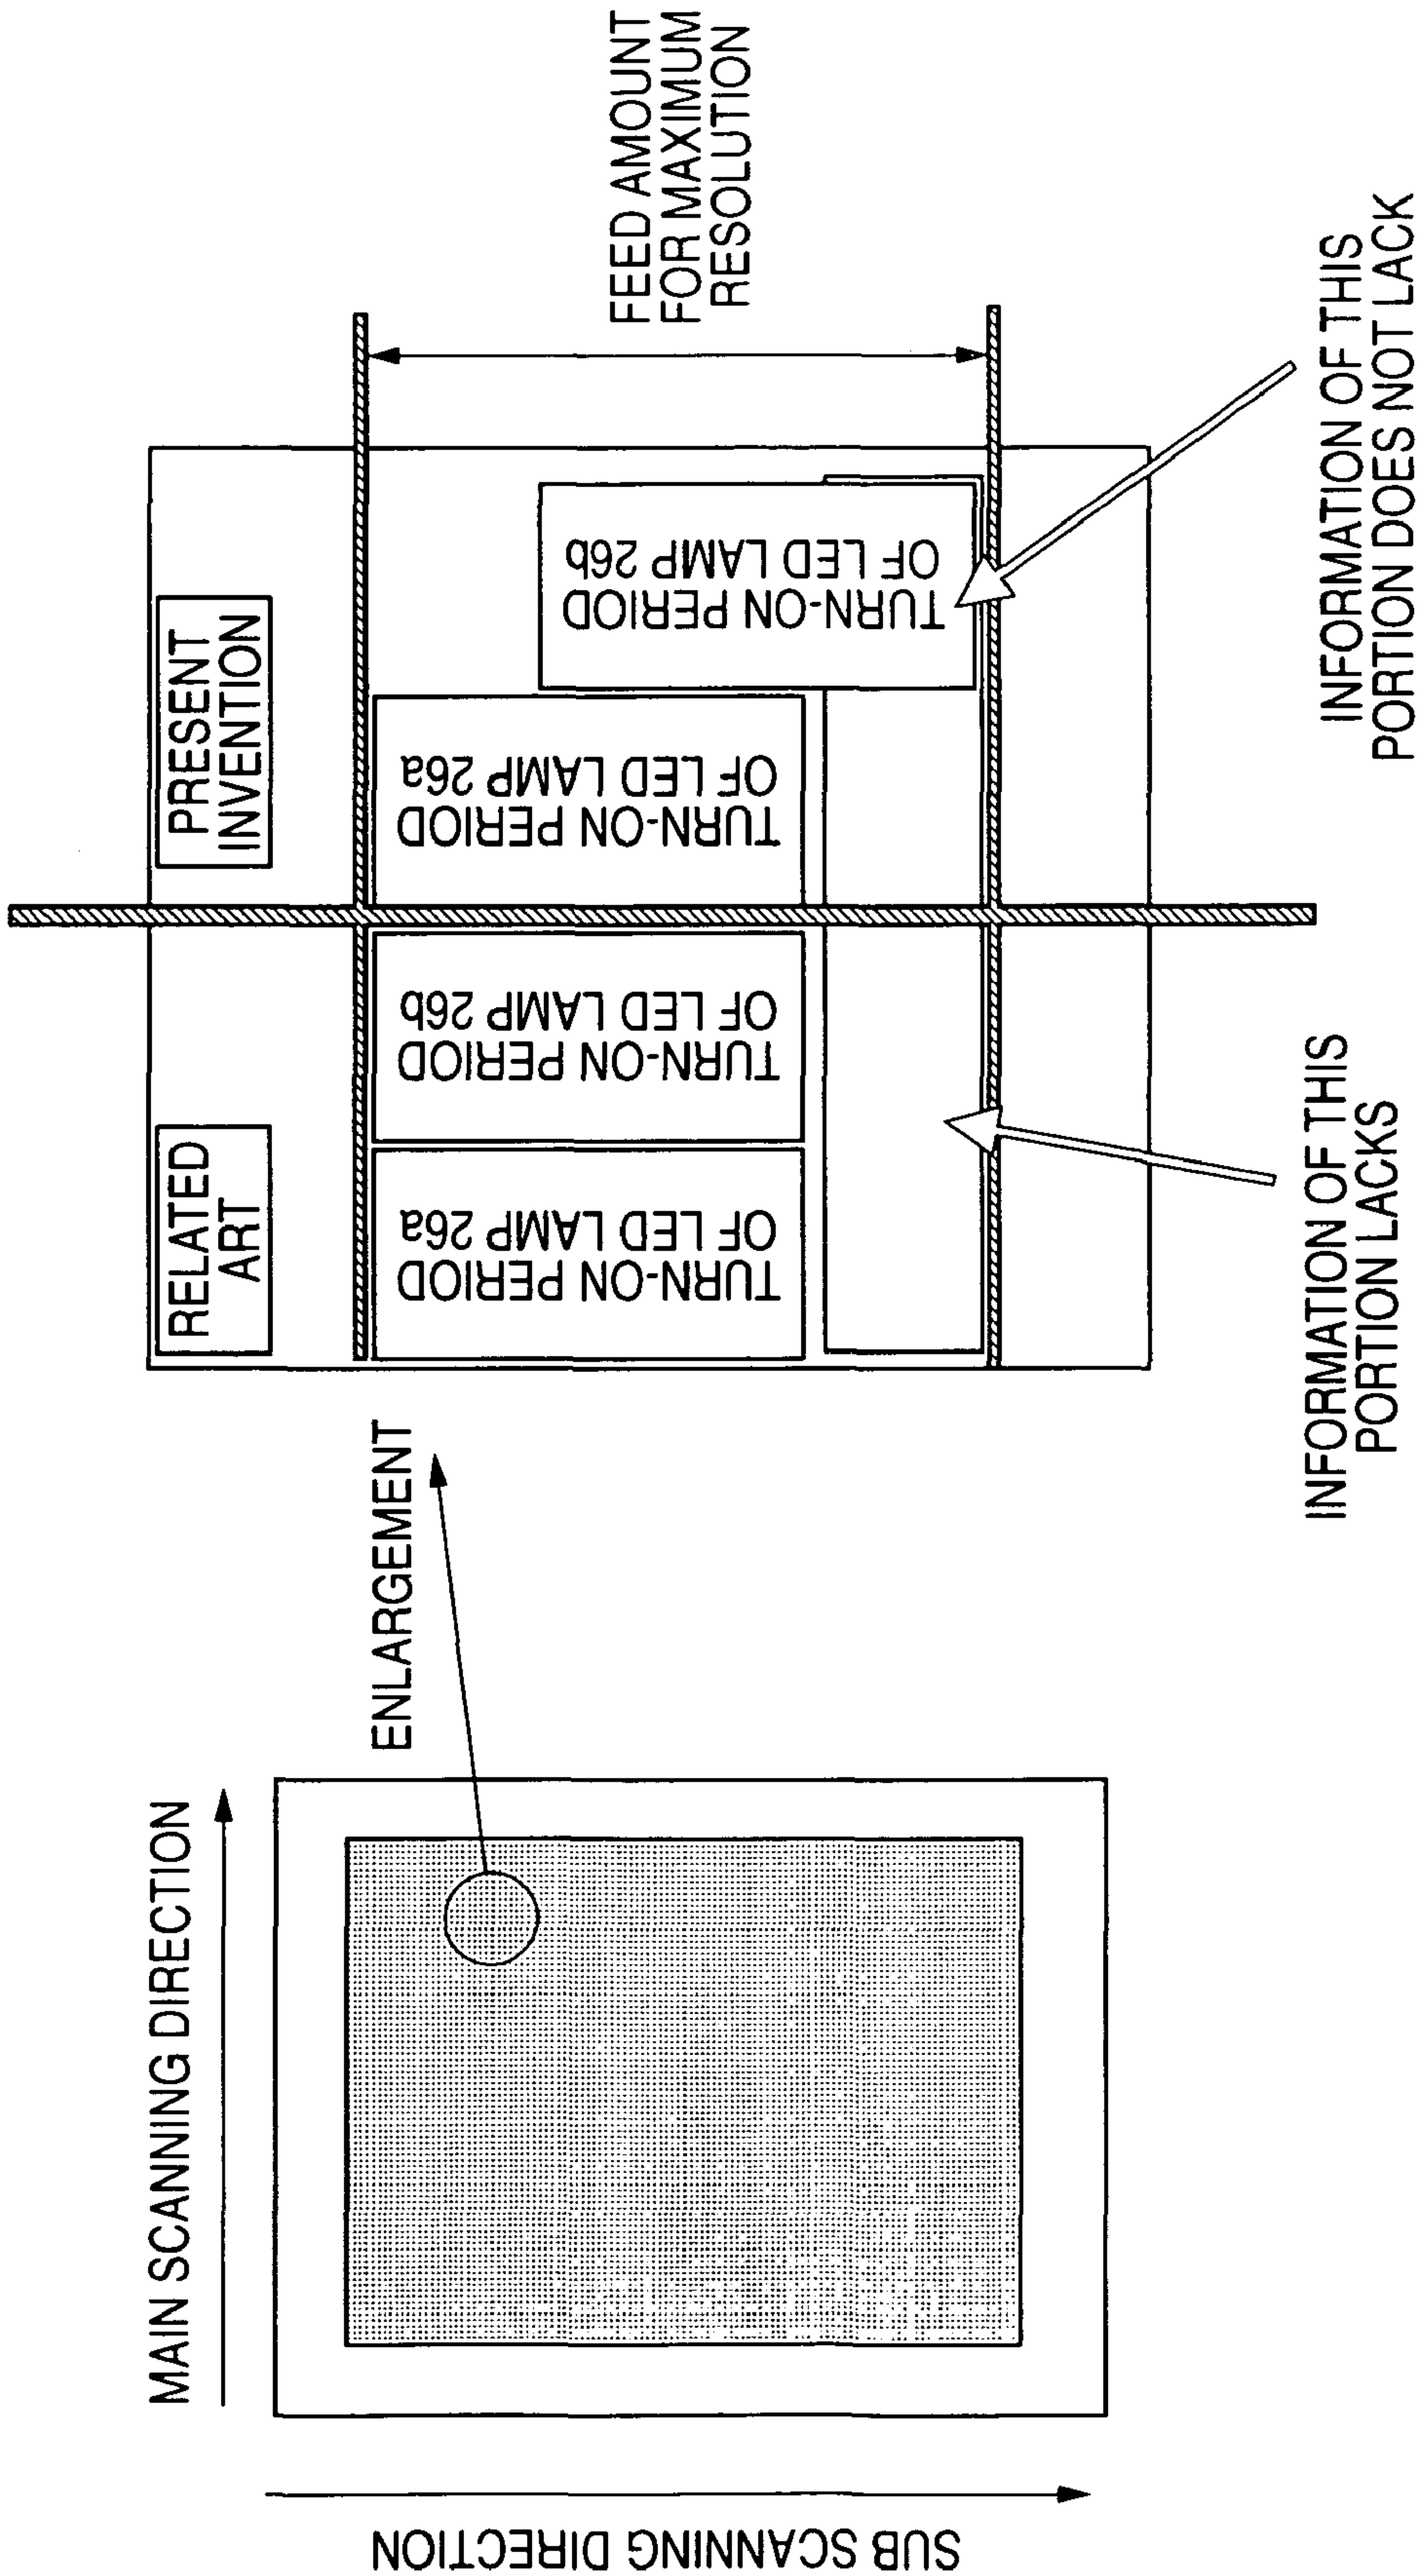 MAIN SCANNING DIRECTION
SUB SCANNING DIRECTION
ENLARGEMENT
RELATED
ART
PRESENT
INVENTION
TURN-ON PERIOD
OF LED LAMP 26a
TURN-ON PERIOD
OF LED LAMP 26b
TURN-ON PERIOD
OF LED LAMP 26a
TURN-ON PERIOD
OF LED LAMP 26b
FEED AMOUNT
FOR MAXIMUM
RESOLUTION
INFORMATION OF THIS
PORTION LACKS
INFORMATION OF THIS
PORTION DOES NOT LACK